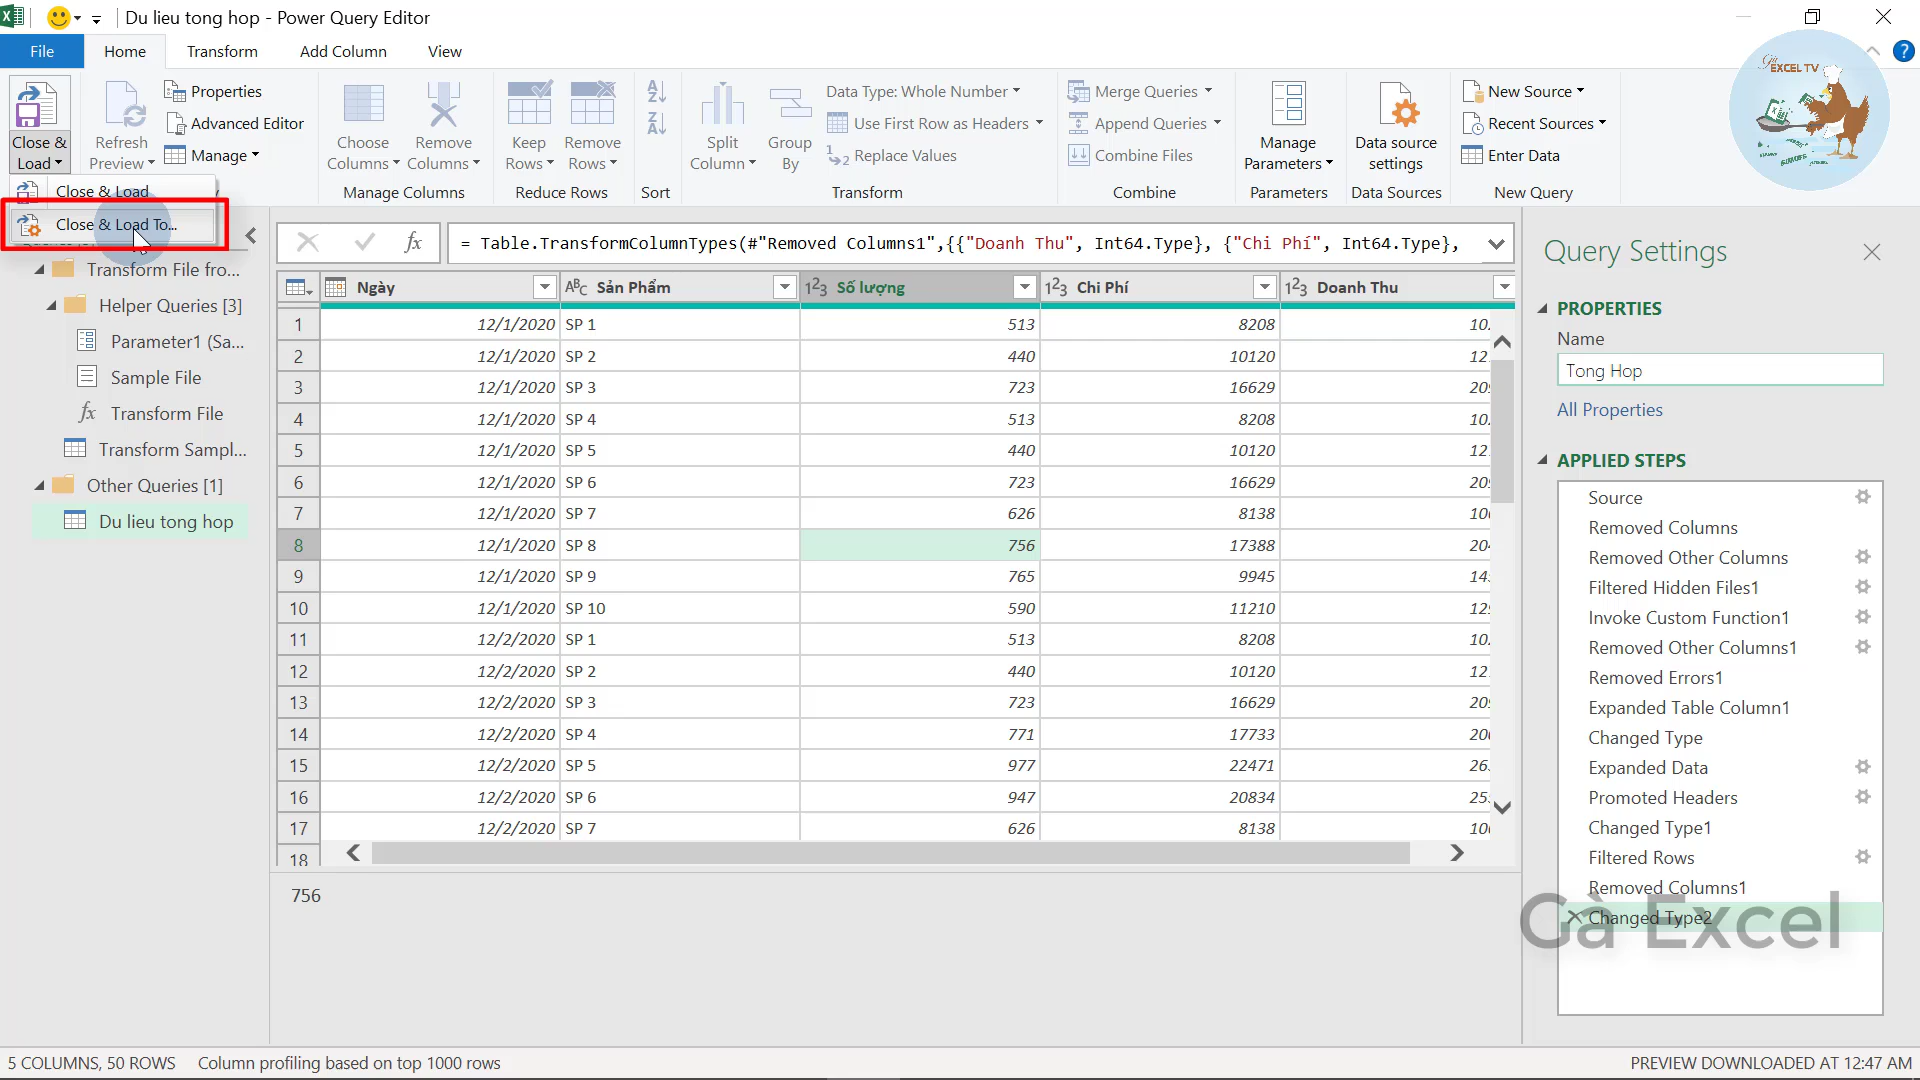 Du lieu tong hop - Power Query Editor
File Home Transform Add Column View
Close & Load
Refresh Preview
Properties
Advanced Editor
Manage
Choose Columns
Remove Columns
Manage Columns
Keep Rows
Remove Rows
Reduce Rows
Sort
Split Column
Group By
Data Type: Whole Number
Use First Row as Headers
Replace Values
Transform
Merge Queries
Append Queries
Combine Files
Combine
Manage Parameters
Parameters
Data source settings
Data Sources
New Source
Recent Sources
Enter Data
New Query
EXCEL TV
Close & Load
Close & Load To...
Transform File fro...
Helper Queries [3]
Parameter1 (Sa...
Sample File
Transform File
Transform Sampl...
Other Queries [1]
Du lieu tong hop
= Table.TransformColumnTypes(#"Removed Columns1",{{"Doanh Thu", Int64.Type}, {"Chi Phí", Int64.Type},
Ngày Sản Phẩm Số lượng Chi Phí Doanh Thu
1 12/1/2020 SP 1 513 8208
2 12/1/2020 SP 2 440 10120
3 12/1/2020 SP 3 723 16629
4 12/1/2020 SP 4 513 8208
5 12/1/2020 SP 5 440 10120
6 12/1/2020 SP 6 723 16629
7 12/1/2020 SP 7 626 8138
8 12/1/2020 SP 8 756 17388
9 12/1/2020 SP 9 765 9945
10 12/1/2020 SP 10 590 11210
11 12/2/2020 SP 1 513 8208
12 12/2/2020 SP 2 440 10120
13 12/2/2020 SP 3 723 16629
14 12/2/2020 SP 4 771 17733
15 12/2/2020 SP 5 977 22471
16 12/2/2020 SP 6 947 20834
17 12/2/2020 SP 7 626 8138
18
756
Query Settings
PROPERTIES
Name
Tong Hop
All Properties
APPLIED STEPS
Source
Removed Columns
Removed Other Columns
Filtered Hidden Files1
Invoke Custom Function1
Removed Other Columns1
Removed Errors1
Expanded Table Column1
Changed Type
Expanded Data
Promoted Headers
Changed Type1
Filtered Rows
Removed Columns1
Changed Type2
Gà Excel
5 COLUMNS, 50 ROWS Column profiling based on top 1000 rows
PREVIEW DOWNLOADED AT 12:47 AM